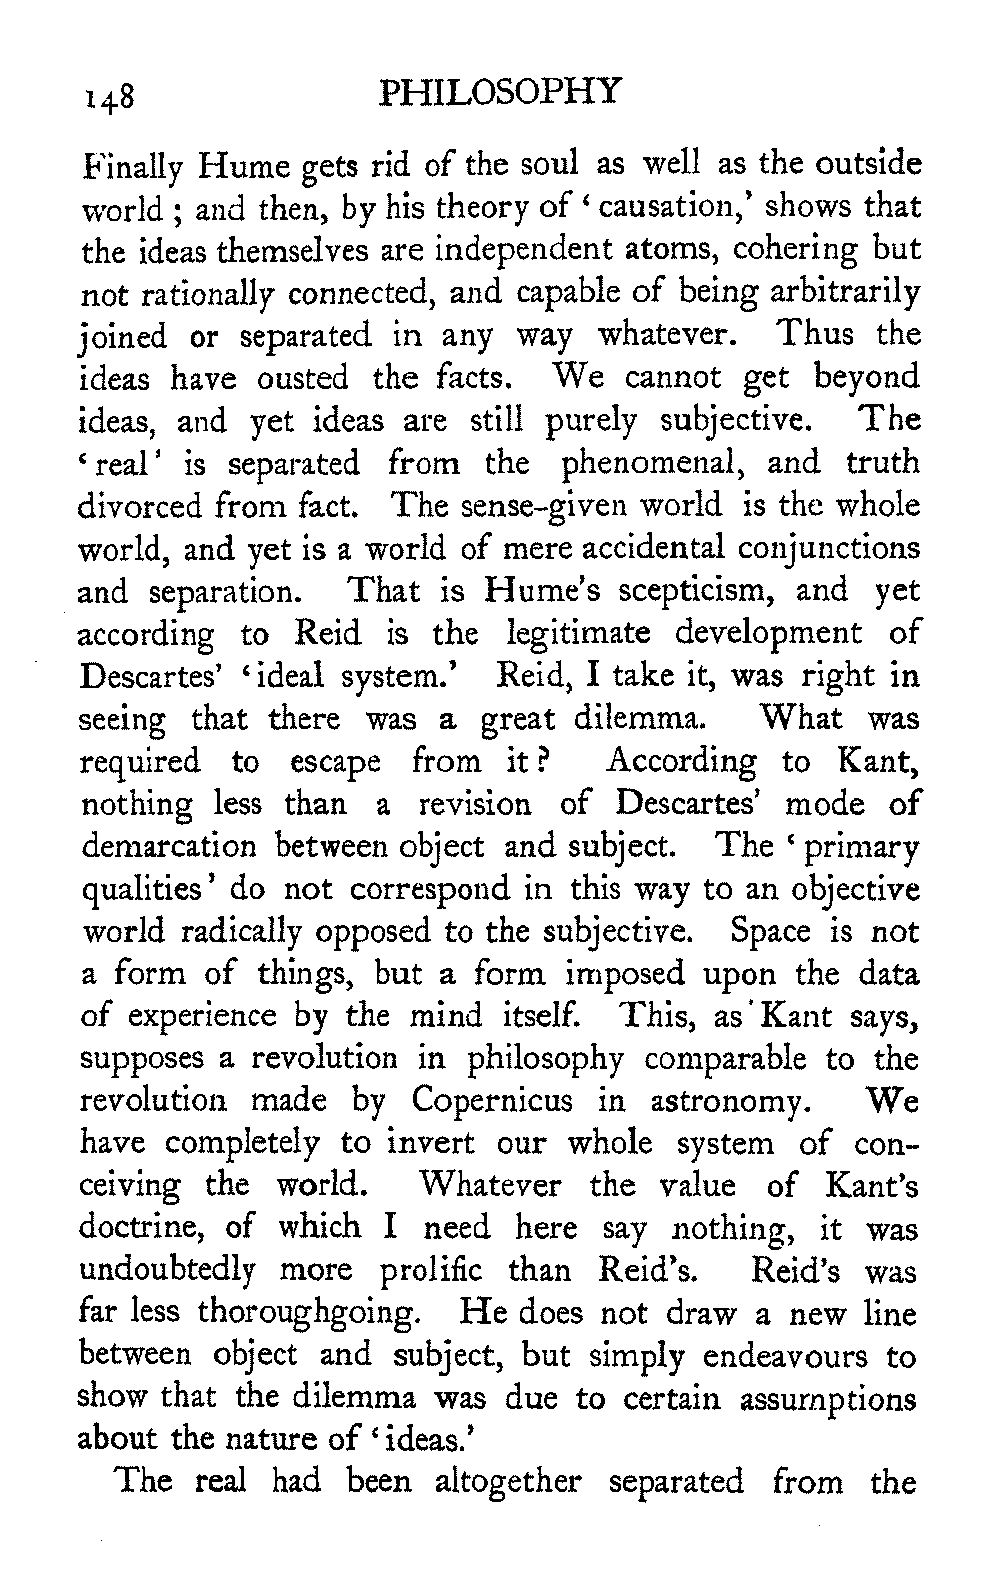 148 PHILOSOPHY
Finally Hume gets rid of the soul as well as the outside
world ; and then, by his theory of ‘ causation,’ shows that
the ideas themselves are independent atoms, cohering but
not rationally connected, and capable of being arbitrarily
joined or separated in any way whatever. Thus the
ideas have ousted the facts. We cannot get beyond
ideas, and yet ideas are still purely subjective. The
‘ real ’ is separated from the phenomenal, and truth
divorced from fact. The sense-given world is the whole
world, and yet is a world of mere accidental conjunctions
and separation. That is Hume’s scepticism, and yet
according to Reid is the legitimate development of
Descartes’ ‘ ideal system.’ Reid, I take it, was right in
seeing that there was a great dilemma. What was
required to escape from it ? According to Kant,
nothing less than a revision of Descartes’ mode of
demarcation between object and subject. The ‘ primary
qualities ’ do not correspond in this way to an objective
world radically opposed to the subjective. Space is not
a form of things, but a form imposed upon the data
of experience by the mind itself. This, as Kant says,
supposes a revolution in philosophy comparable to the
revolution made by Copernicus in astronomy. We
have completely to invert our whole system of con-
ceiving the world. Whatever the value of Kant’s
doctrine, of which I need here say nothing, it was
undoubtedly more prolific than Reid’s. Reid’s was
far less thoroughgoing. He does not draw a new line
between object and subject, but simply endeavours to
show that the dilemma was due to certain assumptions
about the nature of ‘ ideas.’
The real had been altogether separated from the